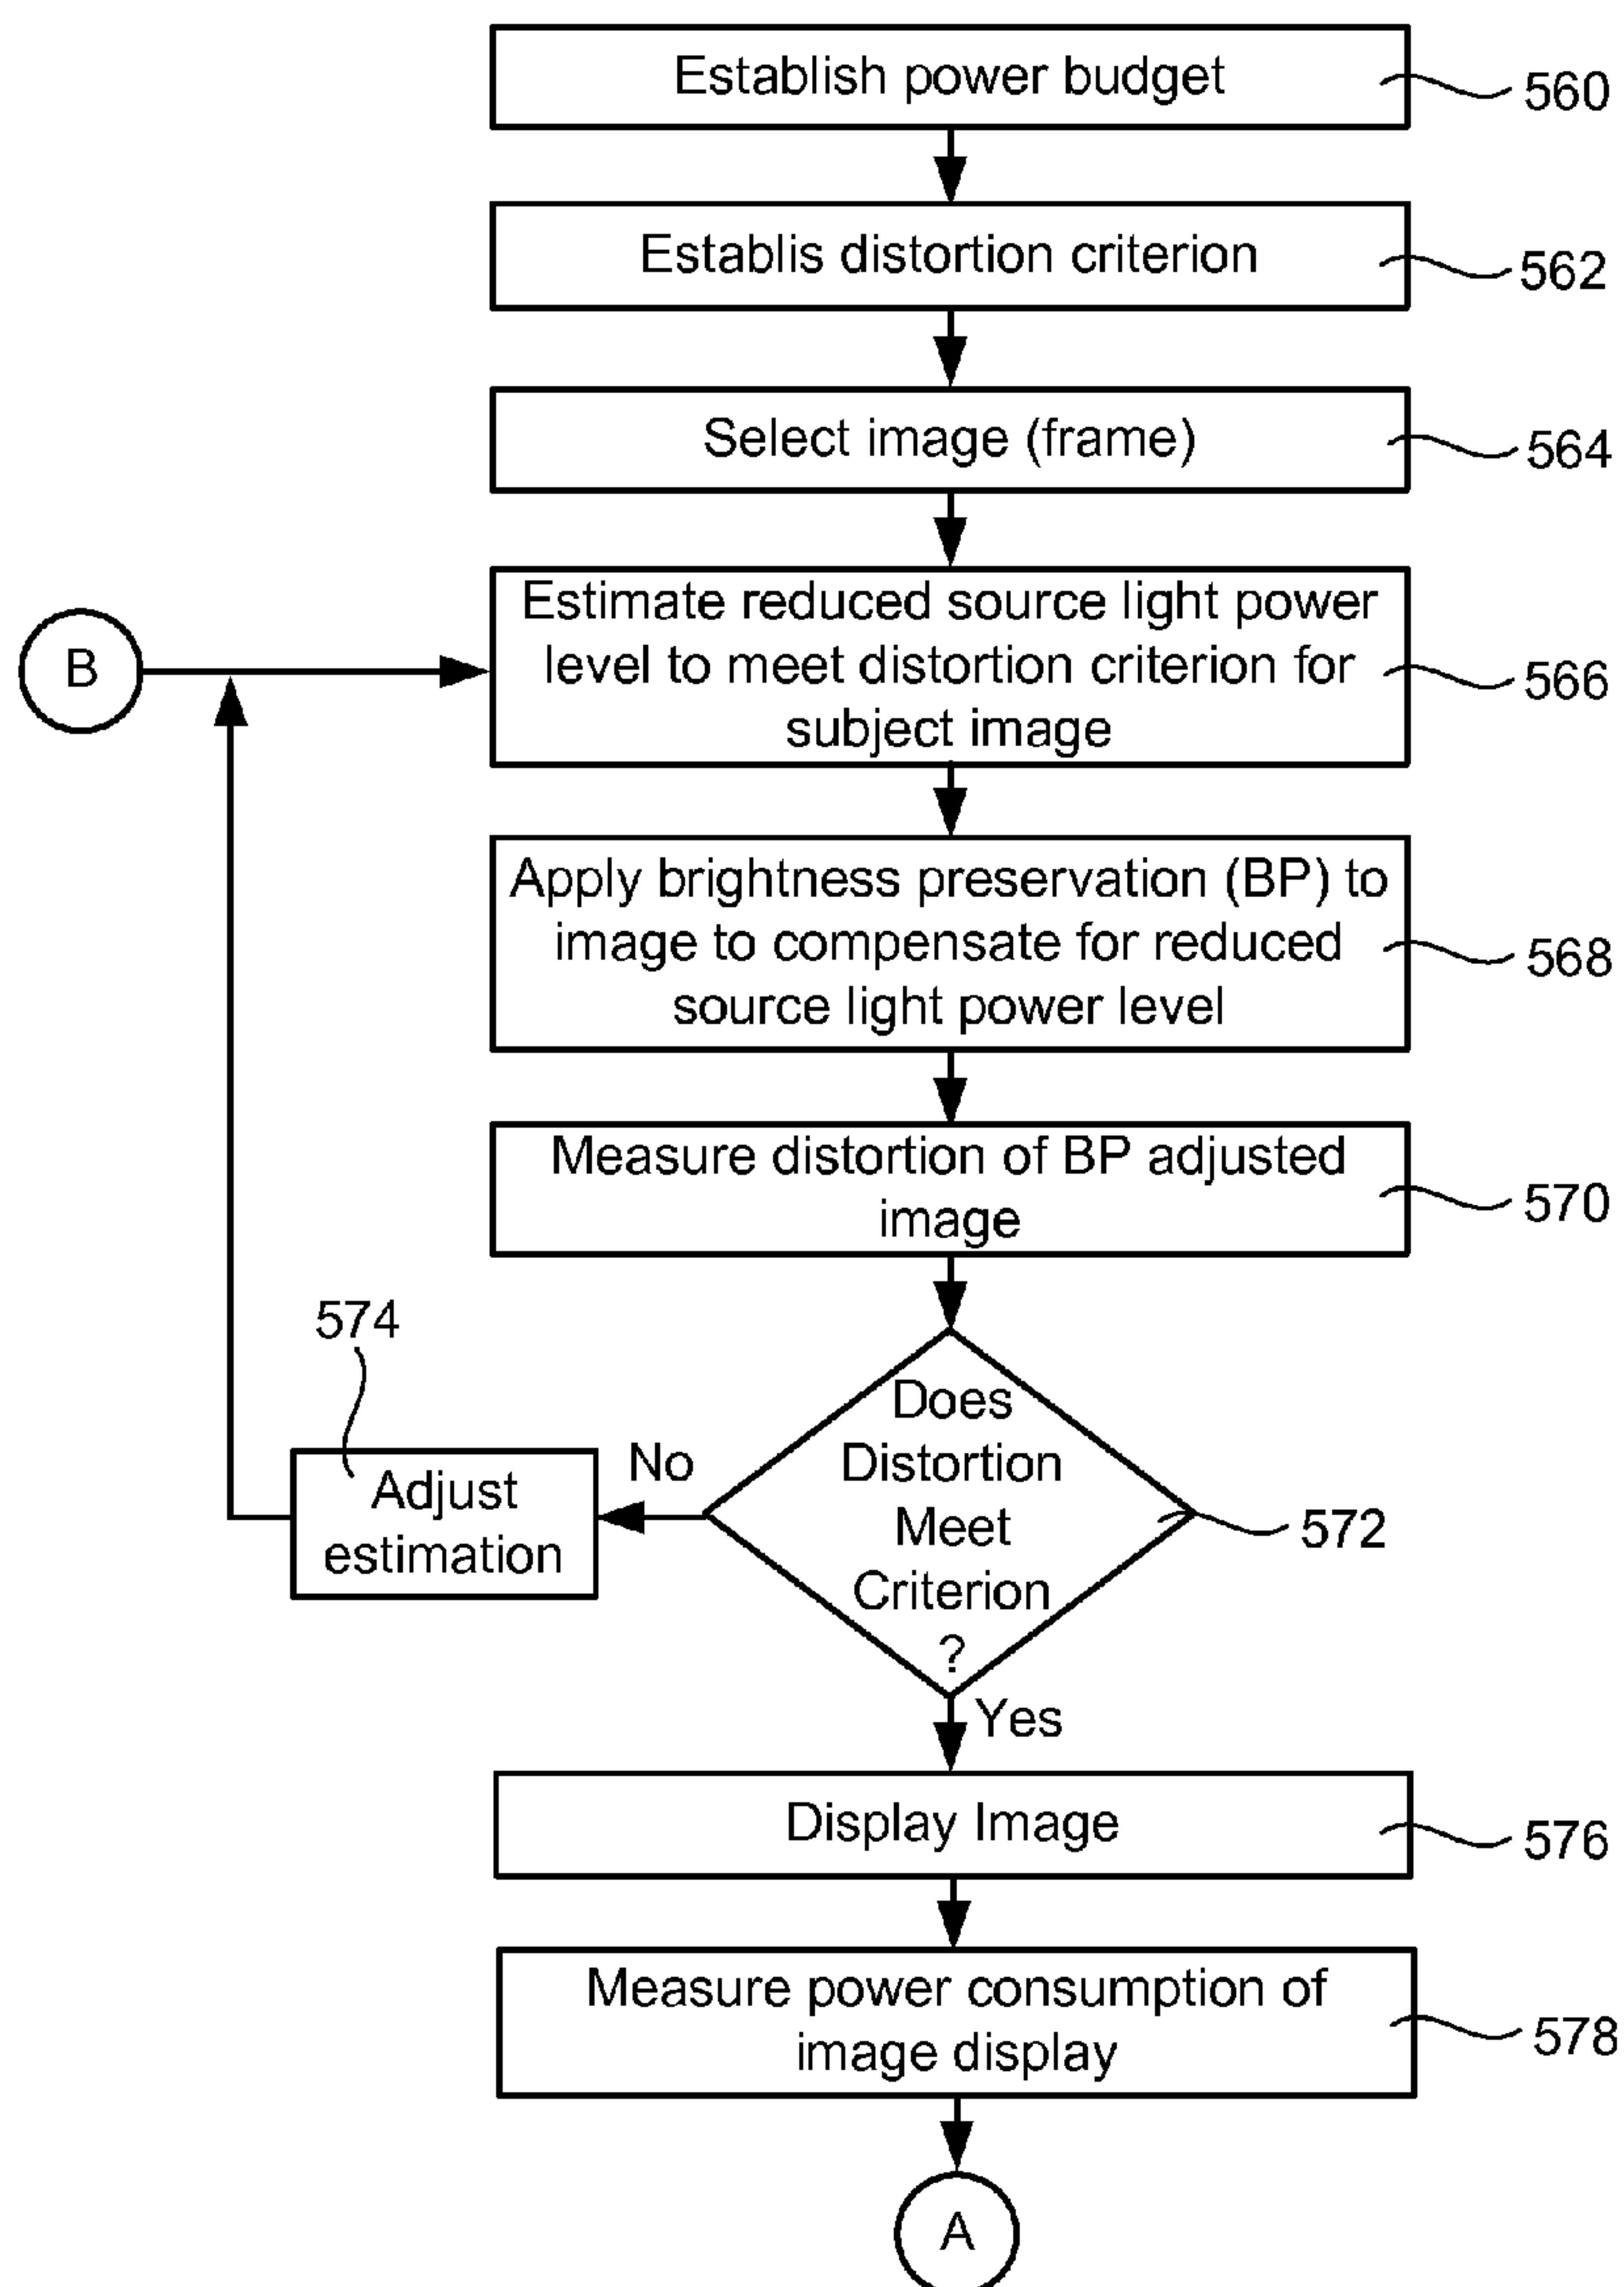 Establish power budget
560
Establis distortion criterion
562
Select image (frame)
564
Estimate reduced source light power
level to meet distortion criterion for
subject image
566
B
Apply brightness preservation (BP) to
image to compensate for reduced
source light power level
568
Measure distortion of BP adjusted
image
570
574
Adjust
estimation
No
Does
Distortion
Meet
Criterion
?
572
Yes
Display Image
576
Measure power consumption of
image display
578
A